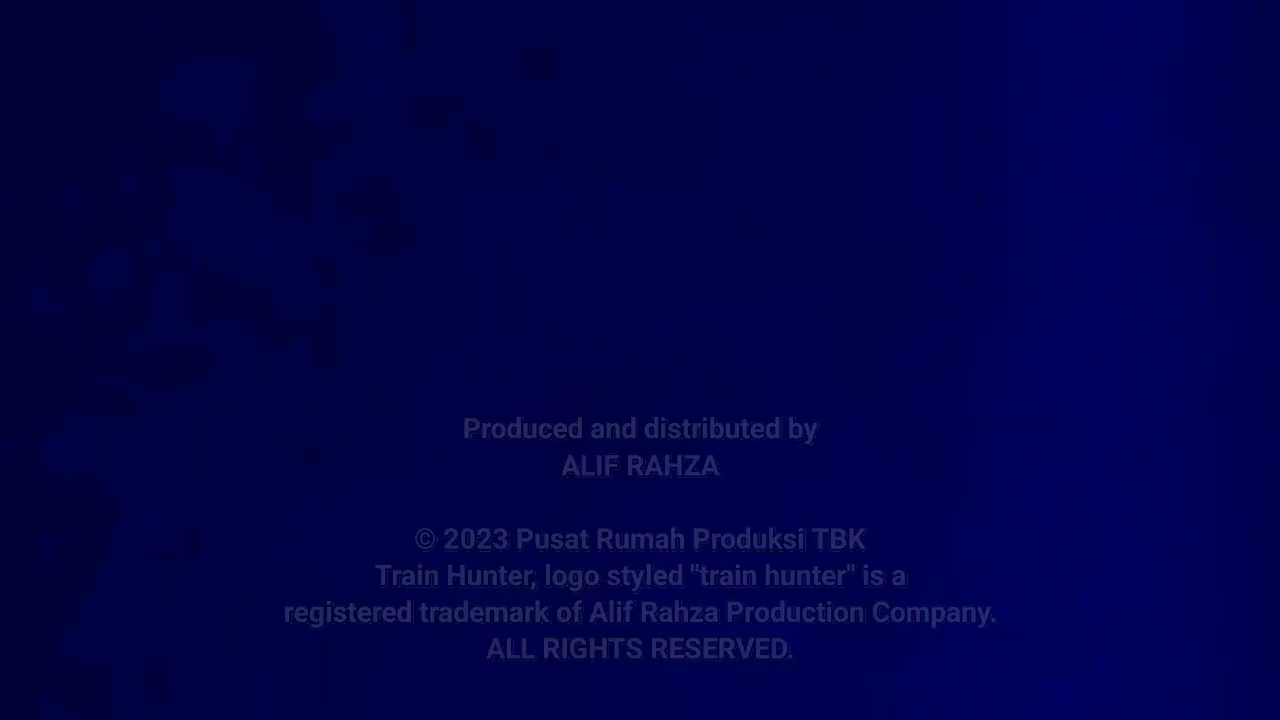 Produced and distributed by
ALIF RAHZA
© 2023 Pusat Rumah Produksi TBK
Train Hunter, logo styled "train hunter" is a
registered trademark of Alif Rahza Production Company.
ALL RIGHTS RESERVED.